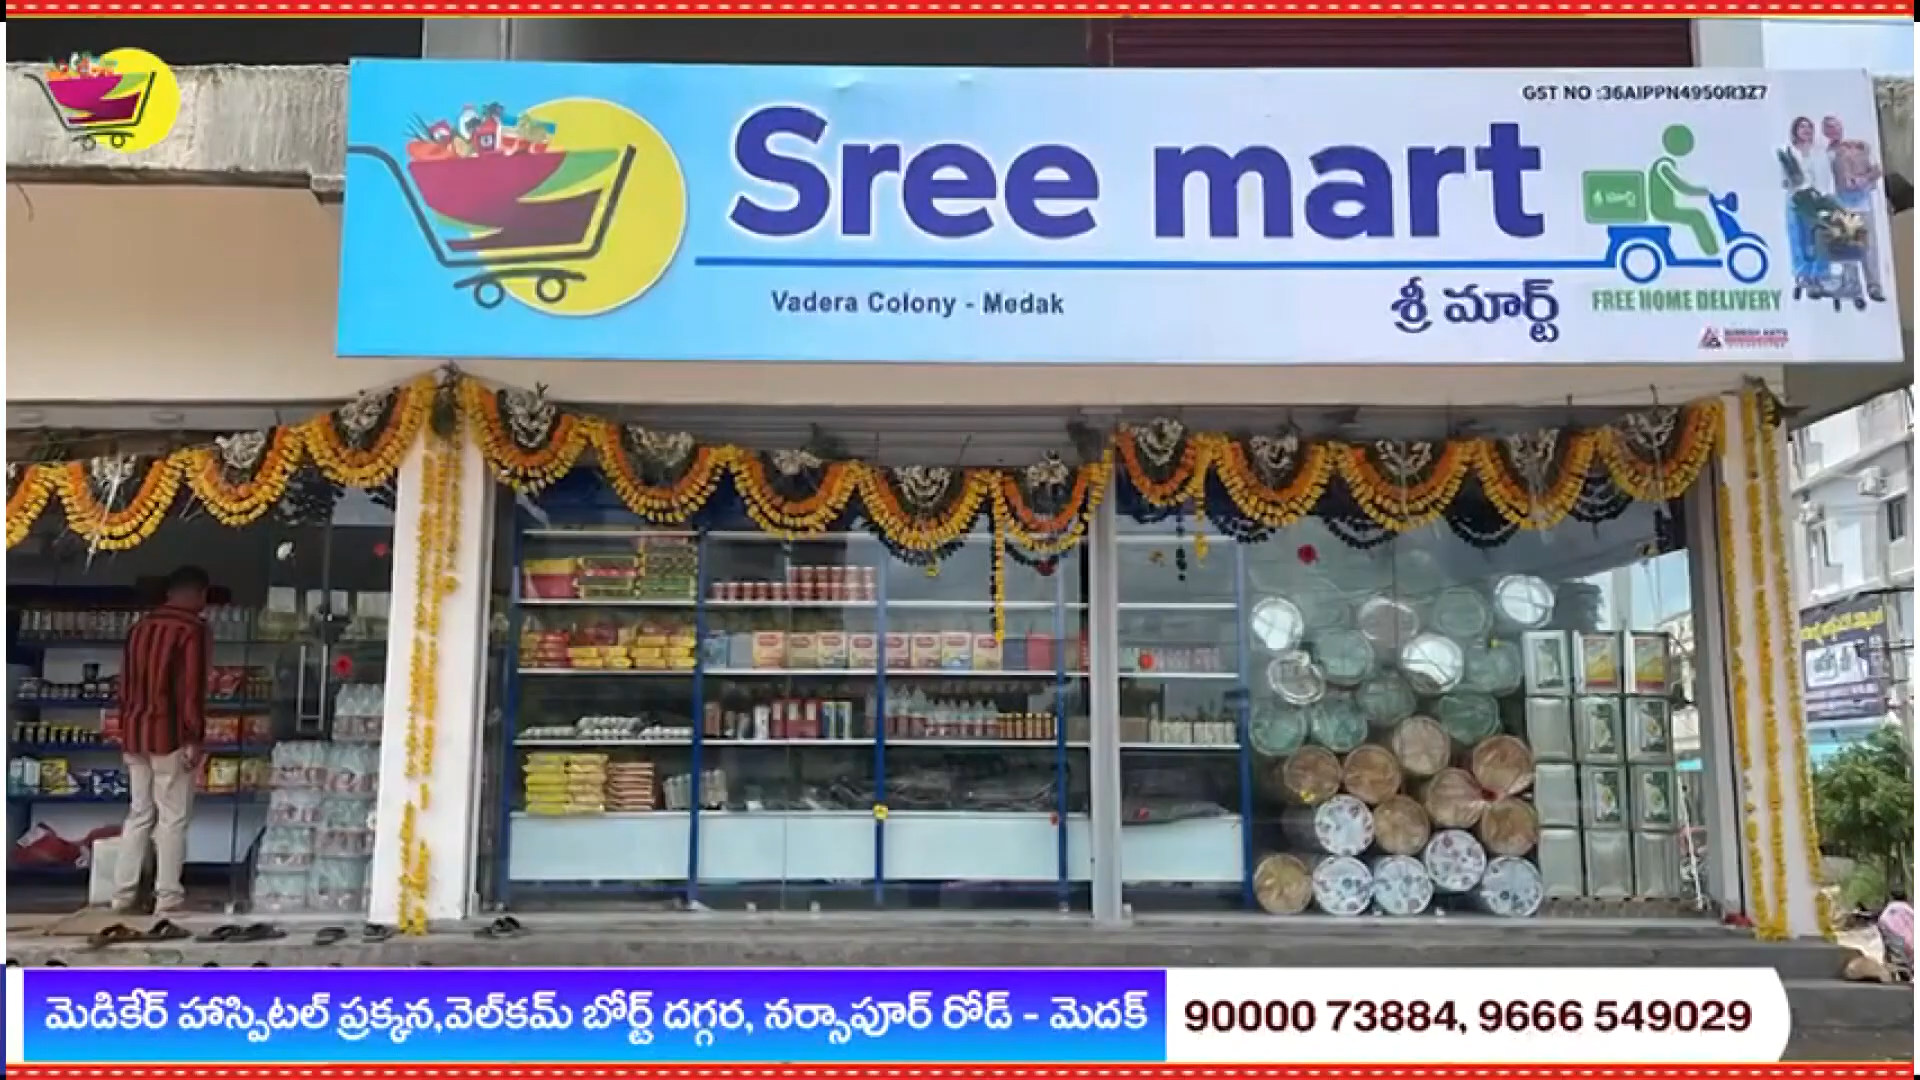 GST NO :36AIPPN4950R3Z7
Sree mart
శ్రీ మార్ట్
Vadera Colony - Medak
శ్రీ మార్ట్
FREE HOME DELIVERY
మెడికేర్ హాస్పిటల్ ప్రక్కన,వెల్‌కమ్ బోర్డ్ దగ్గర, నర్సాపూర్ రోడ్ - మెదక్
90000 73884, 9666 549029